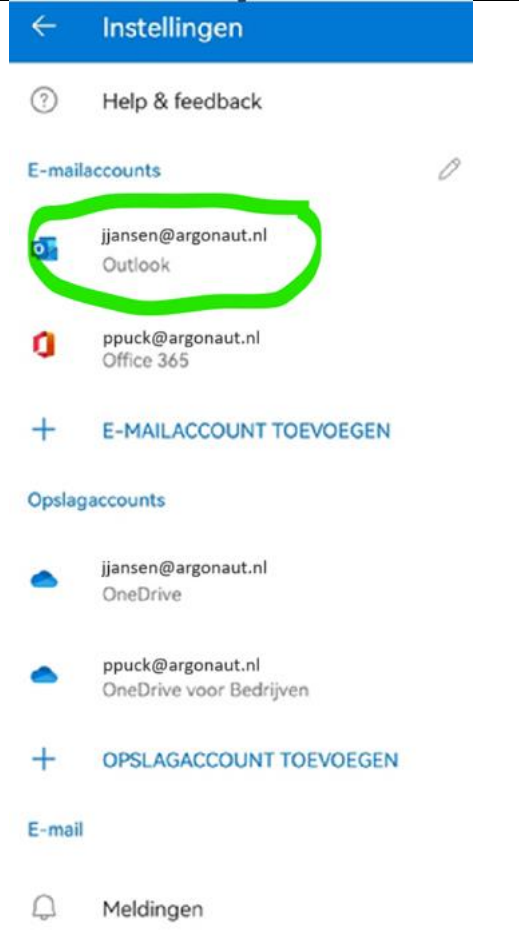 Instellingen
Help & feedback
E-mailaccounts
jjansen@argonaut.nl
Outlook
ppuck@argonaut.nl
Office 365
E-MAILACCOUNT TOEVOEGEN
Opslagaccounts
jjansen@argonaut.nl
OneDrive
ppuck@argonaut.nl
OneDrive voor Bedrijven
OPSLAGACCOUNT TOEVOEGEN
E-mail
Meldingen